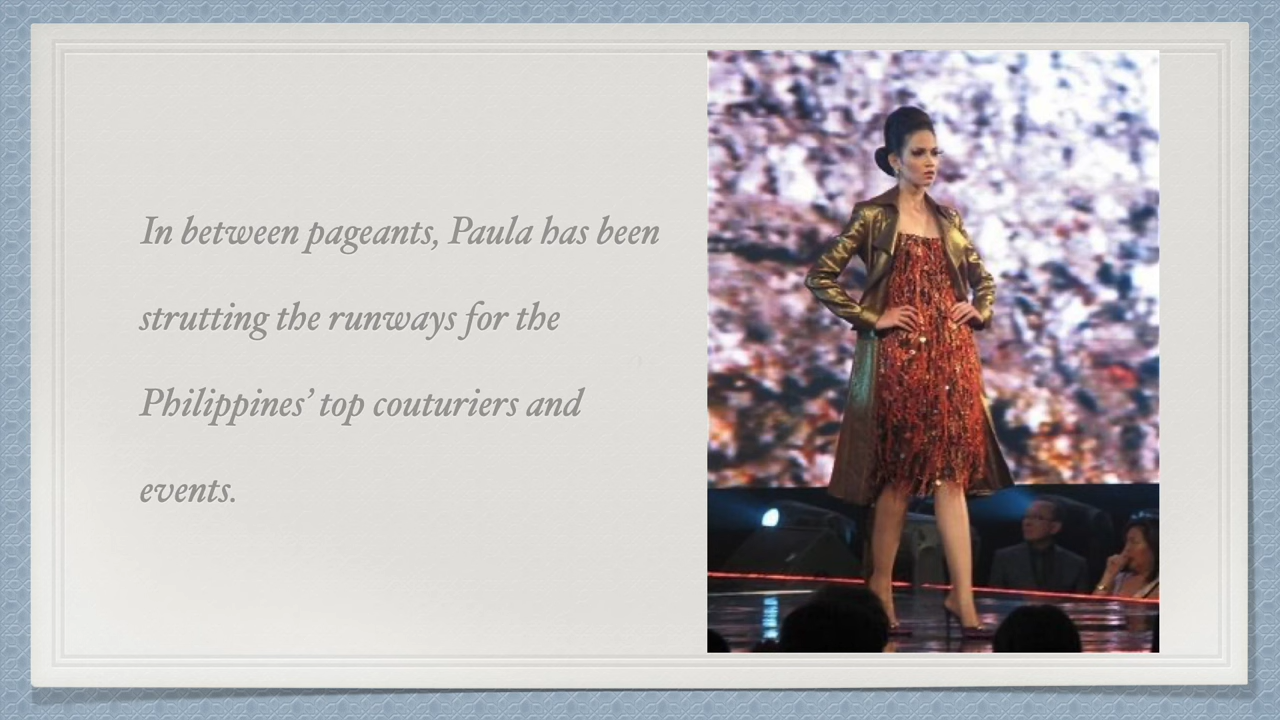 In between pageants, Paula has been
strutting the runways for the
Philippines’ top couturiers and
events.